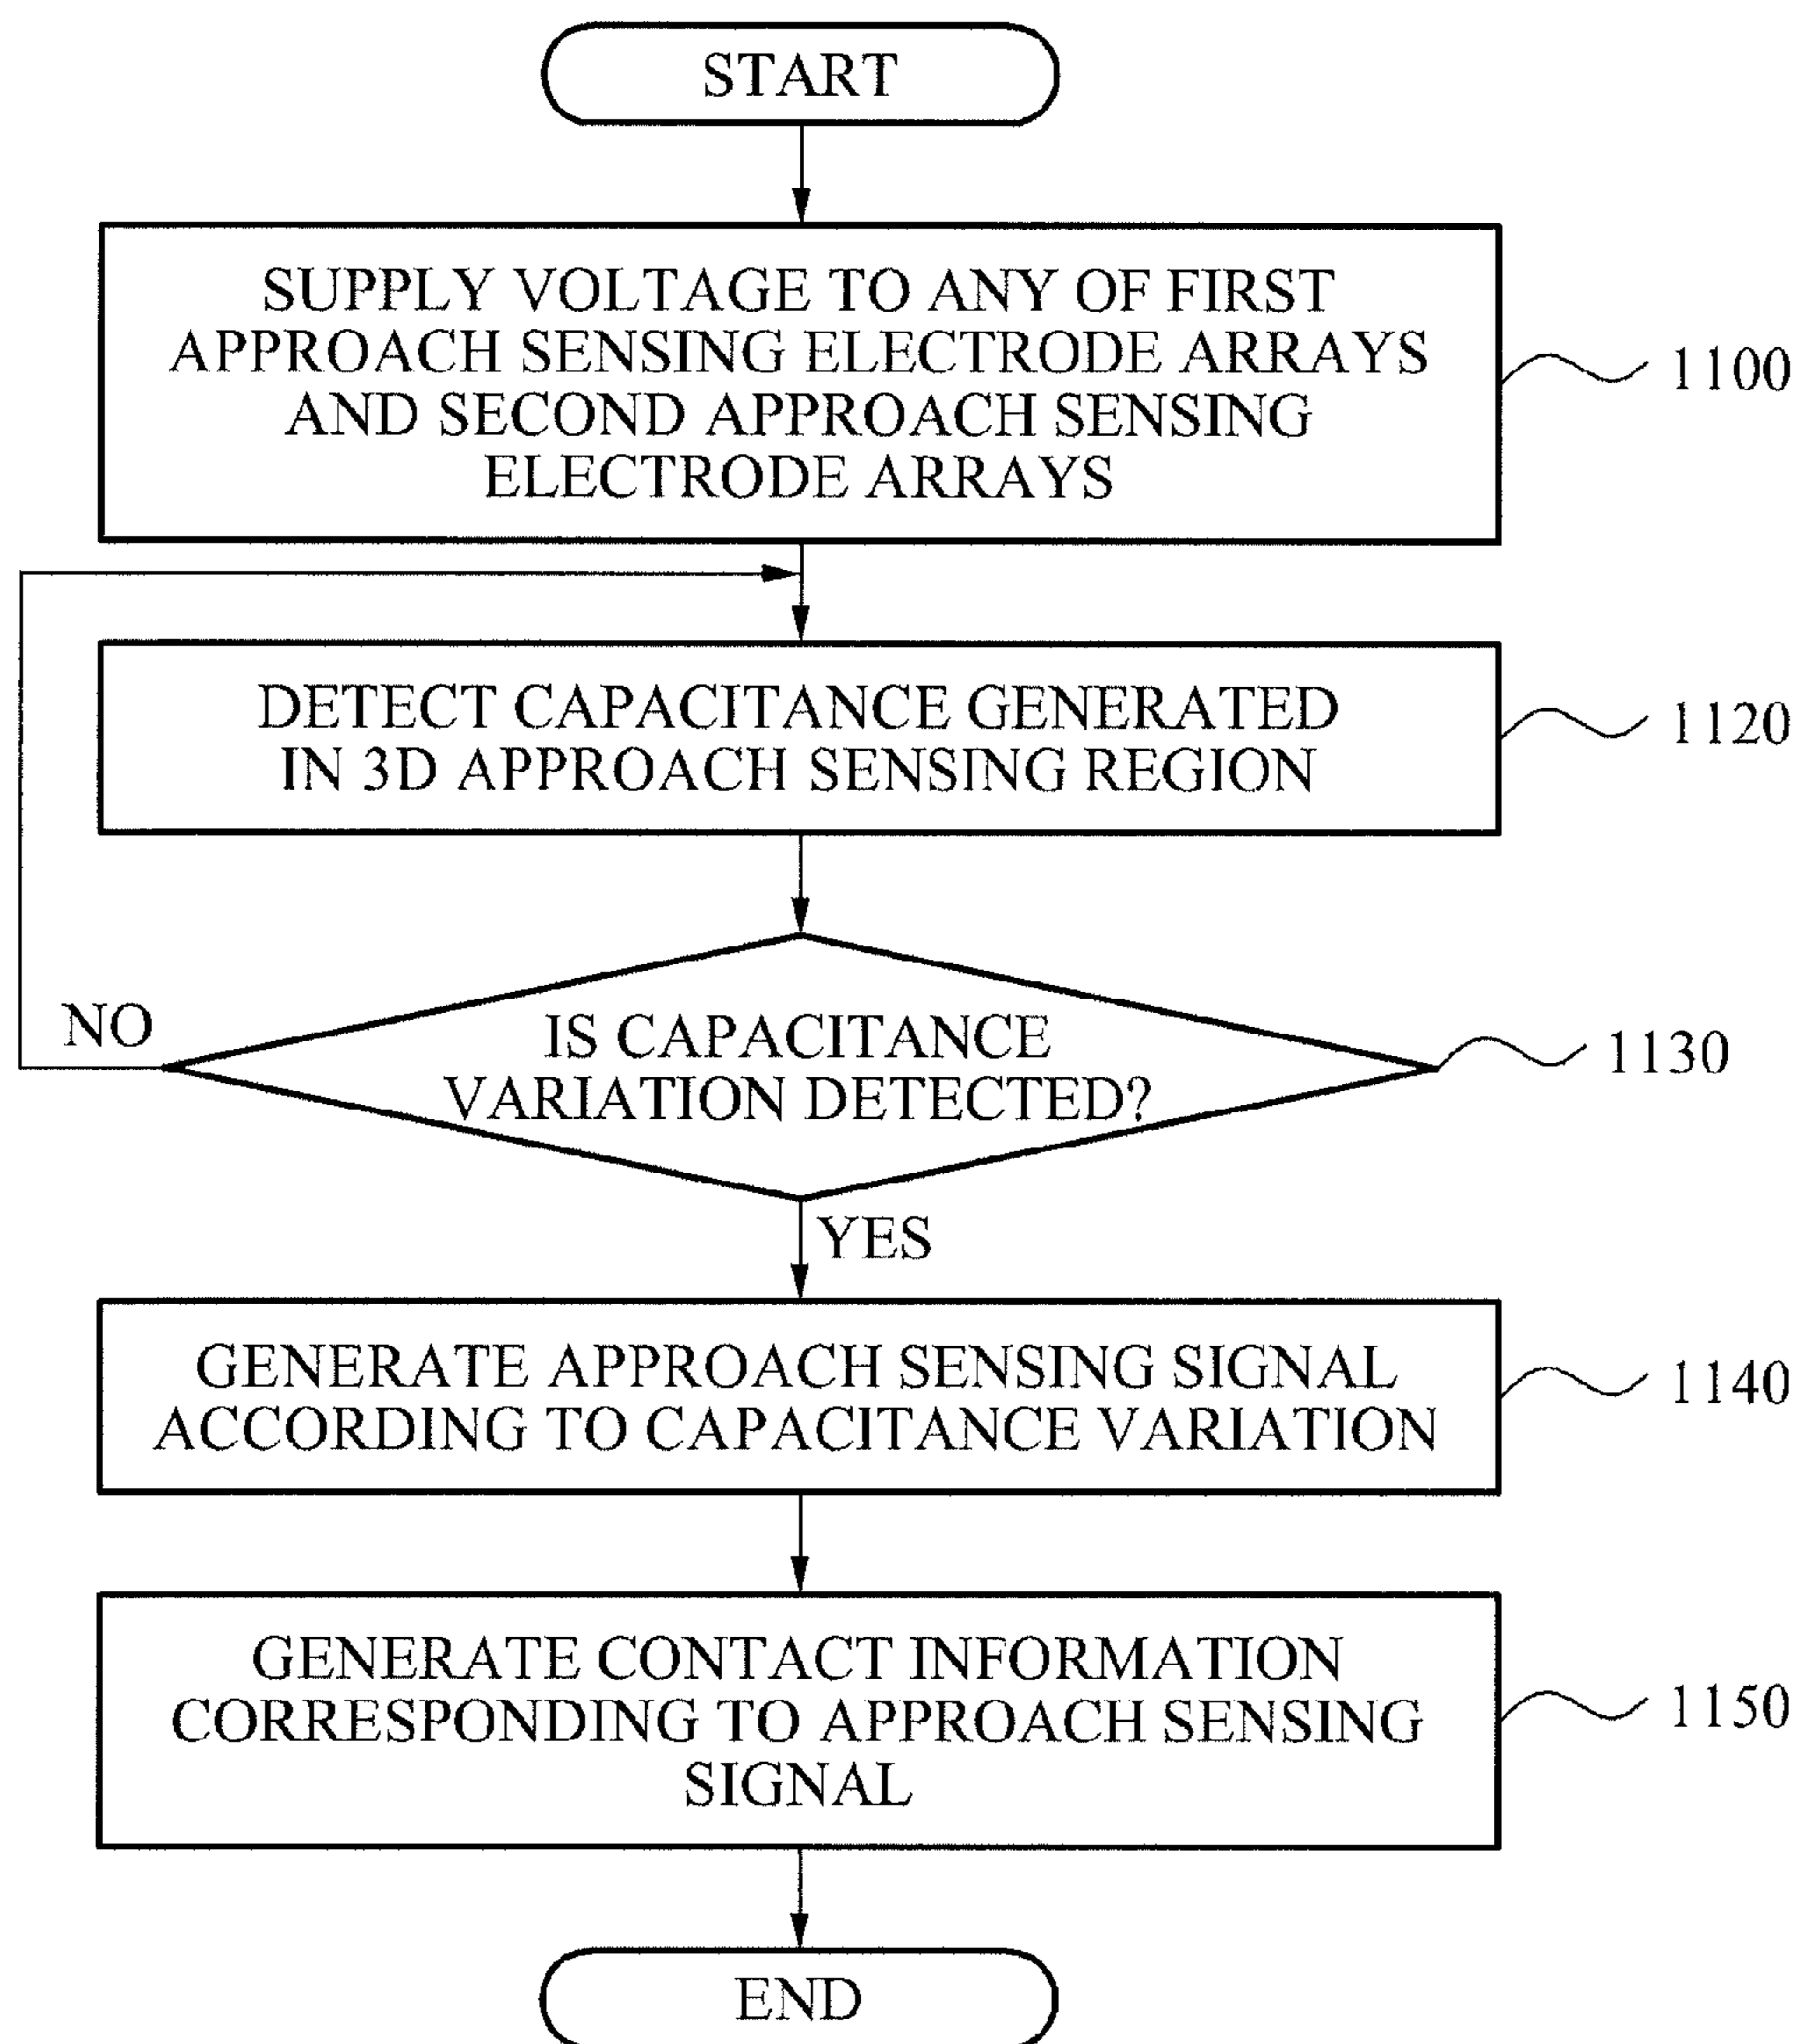 START
SUPPLY VOLTAGE TO ANY OF FIRST
APPROACH SENSING ELECTRODE ARRAYS
AND SECOND APPROACH SENSING
ELECTRODE ARRAYS
1100
DETECT CAPACITANCE GENERATED
IN 3D APPROACH SENSING REGION
1120
NO
IS CAPACITANCE
VARIATION DETECTED?
1130
YES
GENERATE APPROACH SENSING SIGNAL
ACCORDING TO CAPACITANCE VARIATION
1140
GENERATE CONTACT INFORMATION
CORRESPONDING TO APPROACH SENSING
SIGNAL
1150
END